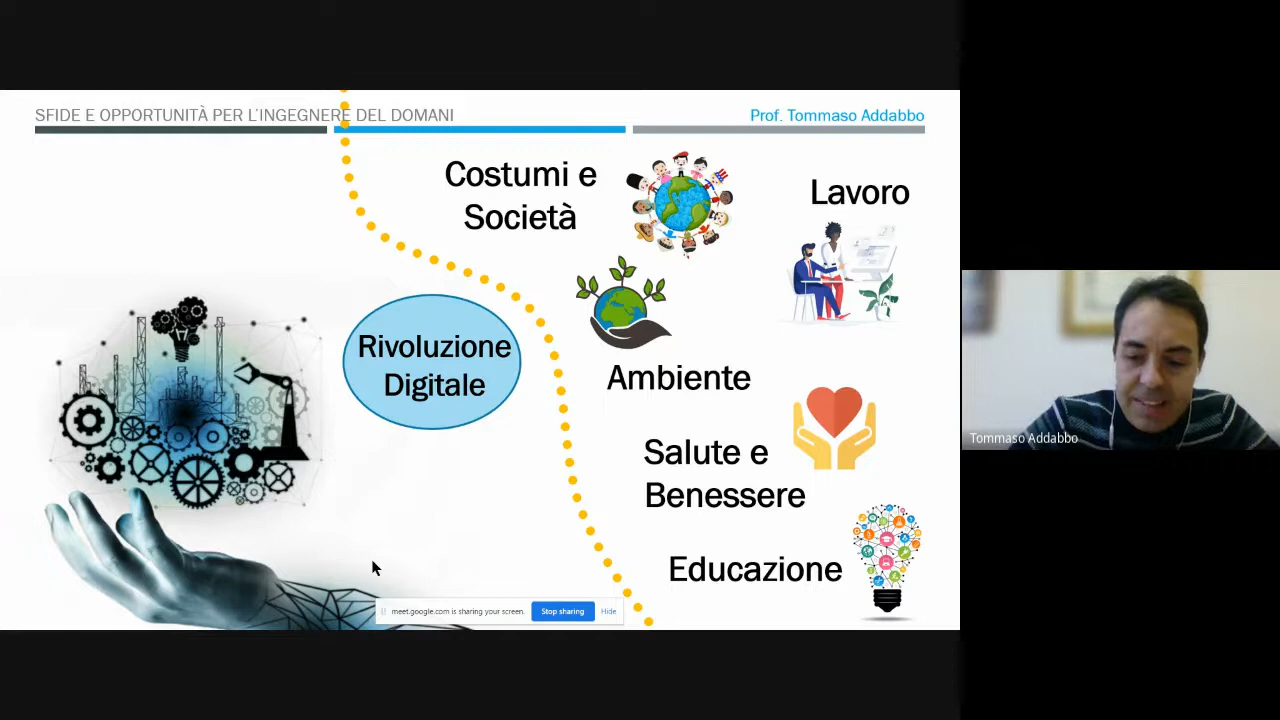 SFIDE E OPPORTUNITÀ PER L'INGEGNERE DEL DOMANI
Prof. Tommaso Addabbo
Costumi e
Società
Lavoro
Rivoluzione
Digitale
Ambiente
Salute e
Benessere
Educazione
meet.google.com is sharing your screen.
Stop sharing
Hide
Tommaso Addabbo